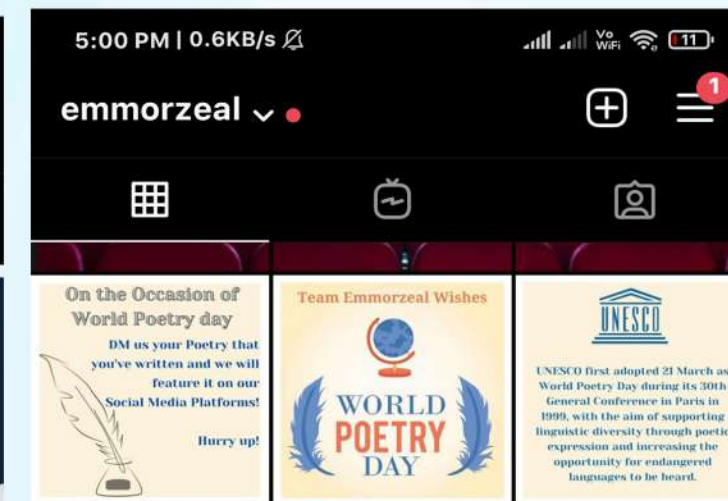 5:00 PM | 0.6KB/s
Vo
WiFi
11
emmorzeal
1
On the Occasion of
World Poetry day
DM us your Poetry that
you've written and we will
feature it on our
Social Media Platforms!
Hurry up!
Team Emmorzeal Wishes
WORLD
POETRY
DAY
UNESCO
UNESCO first adopted 21 March as
World Poetry Day during its 30th
General Conference in Paris in
1999, with the aim of supporting
linguistic diversity through poetic
expression and increasing the
opportunity for endangered
languages to be heard.